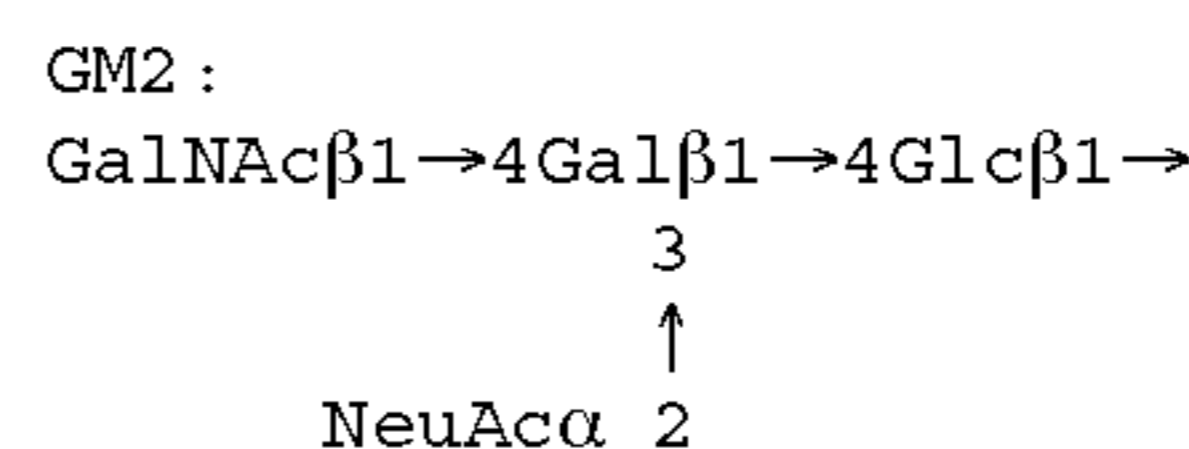 GM2 :
GalNAcβ1→4Galβ1→4Glcβ1→
3
↑
NeuAcα 2